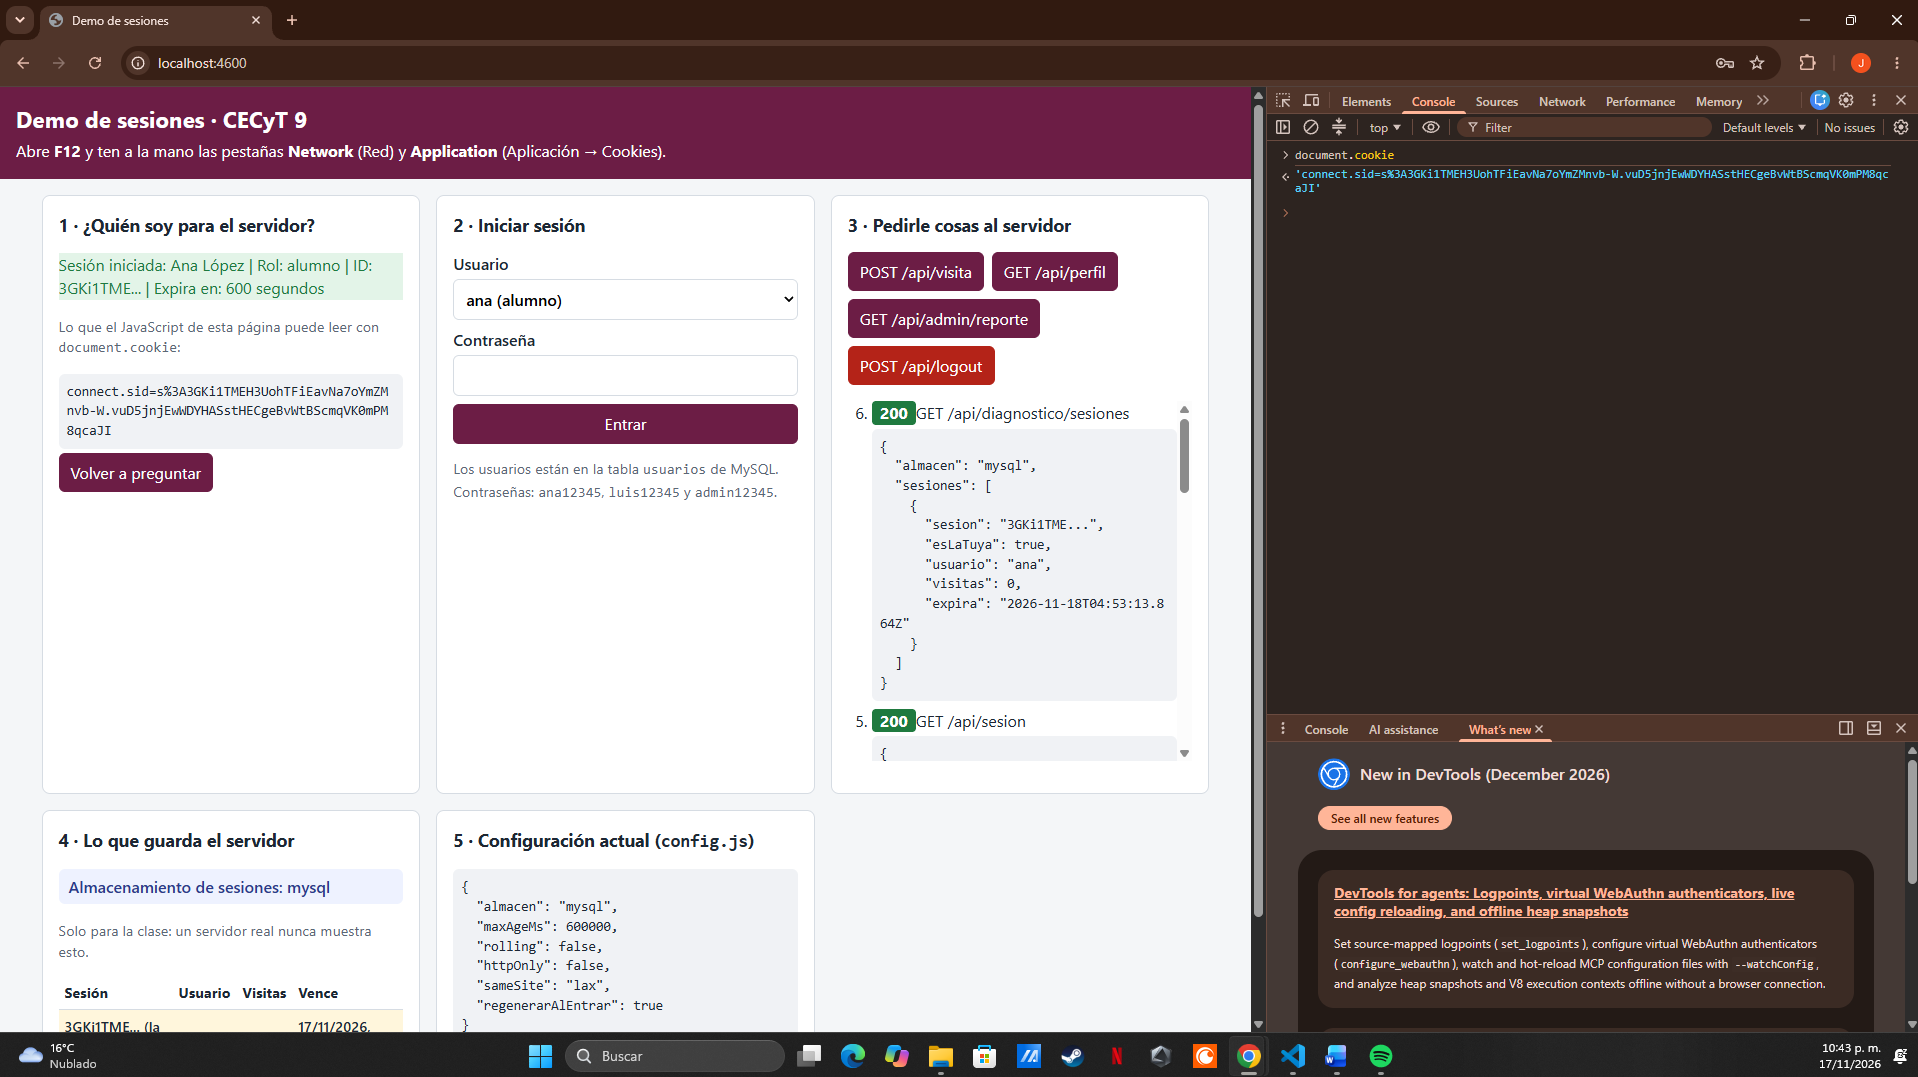 Demo de sesiones
localhost:4600
J
Demo de sesiones · CECyT 9
Abre F12 y ten a la mano las pestañas Network (Red) y Application (Aplicación → Cookies).
1 · ¿Quién soy para el servidor?
Sesión iniciada: Ana López | Rol: alumno | ID:
3GKi1TME... | Expira en: 600 segundos
Lo que el JavaScript de esta página puede leer con
document.cookie:
connect.sid=s%3A3GKi1TMEH3UohTFiEavNa7oYmZM
nvb-W.vuD5jnjEwWDYHASstHECgeBvWtBScmqVK0mPM
8qcaJI
Volver a preguntar
2 · Iniciar sesión
Usuario
ana (alumno)
Contraseña
Entrar
Los usuarios están en la tabla usuarios de MySQL.
Contraseñas: ana12345, luis12345 y admin12345.
3 · Pedirle cosas al servidor
POST /api/visita
GET /api/perfil
GET /api/admin/reporte
POST /api/logout
6. 200 GET /api/diagnostico/sesiones
{
"almacen": "mysql",
"sesiones": [
{
"sesion": "3GKi1TME...",
"esLaTuya": true,
"usuario": "ana",
"visitas": 0,
"expira": "2026-11-18T04:53:13.8
64Z"
}
]
}
5. 200 GET /api/sesion
{
4 · Lo que guarda el servidor
Almacenamiento de sesiones: mysql
Solo para la clase: un servidor real nunca muestra
esto.
Sesión Usuario Visitas Vence
3GKi1TME... (la 17/11/2026,
5 · Configuración actual (config.js)
{
"almacen": "mysql",
"maxAgeMs": 600000,
"rolling": false,
"httpOnly": false,
"sameSite": "lax",
"regenerarAlEntrar": true
}
Elements Console Sources Network Performance Memory
top Filter Default levels No issues
document.cookie
'connect.sid=s%3A3GKi1TMEH3UohTFiEavNa7oYmZMnvb-W.vuD5jnjEwWDYHASstHECgeBvWtBScmqVK0mPM8qc
aJI'
Console AI assistance What's new
New in DevTools (December 2026)
See all new features
DevTools for agents: Logpoints, virtual WebAuthn authenticators, live
config reloading, and offline heap snapshots
Set source-mapped logpoints ( set_logpoints ), configure virtual WebAuthn authenticators
( configure_webauthn ), watch and hot-reload MCP configuration files with --watchConfig ,
and analyze heap snapshots and V8 execution contexts offline without a browser connection.
16°C
Nublado
Buscar
10:43 p. m.
17/11/2026